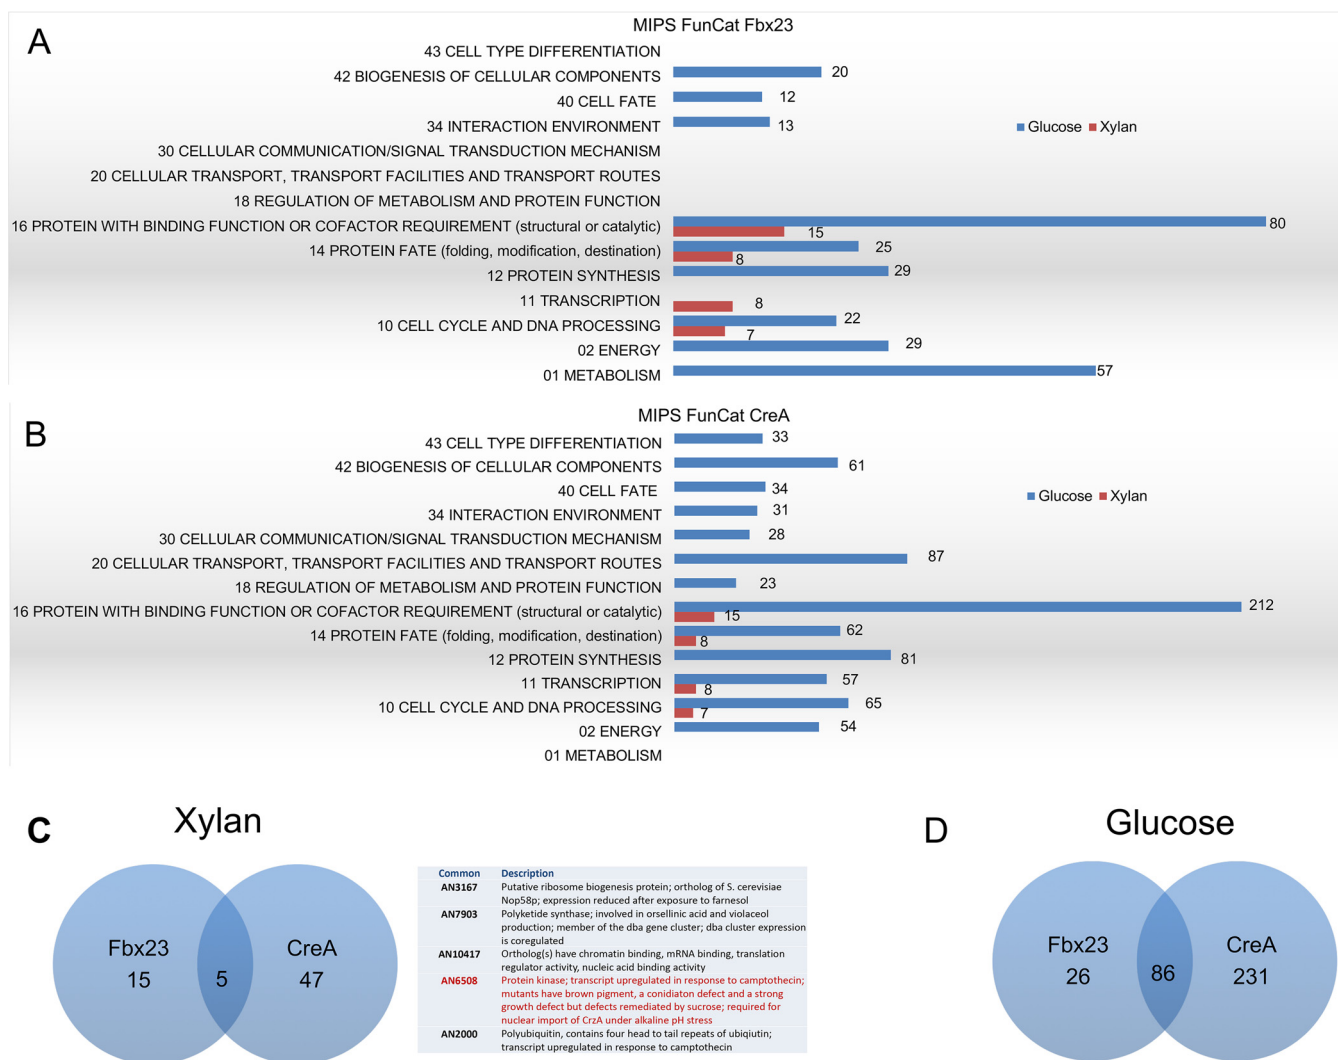 A
MIPS FunCat Fbx23
43 CELL TYPE DIFFERENTIATION
42 BIOGENESIS OF CELLULAR COMPONENTS 20
40 CELL FATE 12
34 INTERACTION ENVIRONMENT 13
Glucose Xylan
30 CELLULAR COMMUNICATION/SIGNAL TRANSDUCTION MECHANISM
20 CELLULAR TRANSPORT, TRANSPORT FACILITIES AND TRANSPORT ROUTES
18 REGULATION OF METABOLISM AND PROTEIN FUNCTION
16 PROTEIN WITH BINDING FUNCTION OR COFACTOR REQUIREMENT (structural or catalytic) 80
15
14 PROTEIN FATE (folding, modification, destination) 25
8
12 PROTEIN SYNTHESIS 29
11 TRANSCRIPTION 8
10 CELL CYCLE AND DNA PROCESSING 22
7
02 ENERGY 29
01 METABOLISM 57
B
MIPS FunCat CreA
43 CELL TYPE DIFFERENTIATION 33
42 BIOGENESIS OF CELLULAR COMPONENTS 61
40 CELL FATE 34
Glucose Xylan
34 INTERACTION ENVIRONMENT 31
30 CELLULAR COMMUNICATION/SIGNAL TRANSDUCTION MECHANISM 28
20 CELLULAR TRANSPORT, TRANSPORT FACILITIES AND TRANSPORT ROUTES 87
18 REGULATION OF METABOLISM AND PROTEIN FUNCTION 23
16 PROTEIN WITH BINDING FUNCTION OR COFACTOR REQUIREMENT (structural or catalytic) 212
15
14 PROTEIN FATE (folding, modification, destination) 62
8
12 PROTEIN SYNTHESIS 81
11 TRANSCRIPTION 57
8
10 CELL CYCLE AND DNA PROCESSING 65
7
02 ENERGY 54
01 METABOLISM
C
Xylan
Fbx23
15
5
CreA
47
Common Description
AN3167 Putative ribosome biogenesis protein; ortholog of S. cerevisiae
Nop58p; expression reduced after exposure to farnesol
AN7903 Polyketide synthase; involved in orsellinic acid and violaceol
production; member of the dba gene cluster; dba cluster expression
is coregulated
AN10417 Ortholog(s) have chromatin binding, mRNA binding, translation
regulator activity, nucleic acid binding activity
AN6508 Protein kinase; transcript upregulated in response to camptothecin;
mutants have brown pigment, a conidiaton defect and a strong
growth defect but defects remediated by sucrose; required for
nuclear import of CrzA under alkaline pH stress
AN2000 Polyubiquitin, contains four head to tail repeats of ubiqiutin;
transcript upregulated in response to camptothecin
D
Glucose
Fbx23
26
86
CreA
231